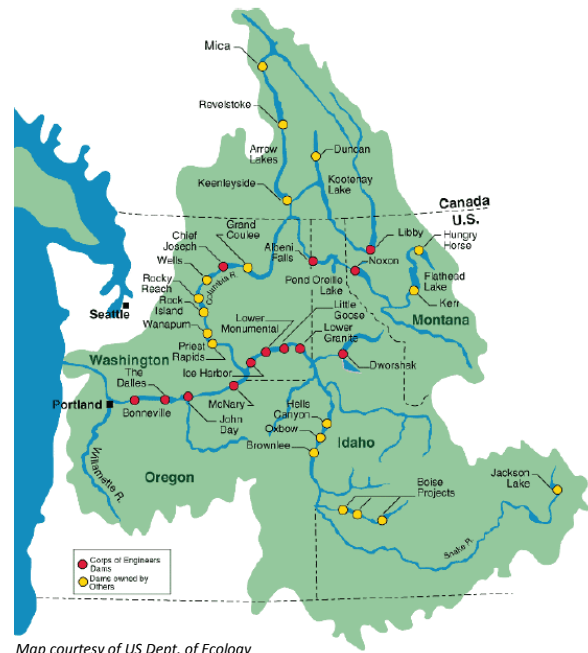 Mica
Revelstoke
Arrow
Lakes
Duncan
Kootenay
Lake
Keenleyside
Canada
U.S.
Grand
Coulee
Chief
Joseph
Albeni
Falls
Libby
Hungry
Horse
Wells
Noxon
Rocky
Reach
Columbia R.
Pend Oreille
Lake
Flathead
Lake
Rock
Island
Kerr
Seattle
Wanapum
Lower
Monumental
Little
Goose
Montana
Priest
Rapids
Lower
Granite
Washington
Ice Harbor
Dworshak
The
Dalles
Portland
Bonneville
McNary
John
Day
Hells
Canyon
Oxbow
Brownlee
Idaho
Willamette R.
Oregon
Boise
Projects
Jackson
Lake
Snake R.
Corps of Engineers
Dams
Dams owned by
Others
Map courtesy of US Dept. of Ecology